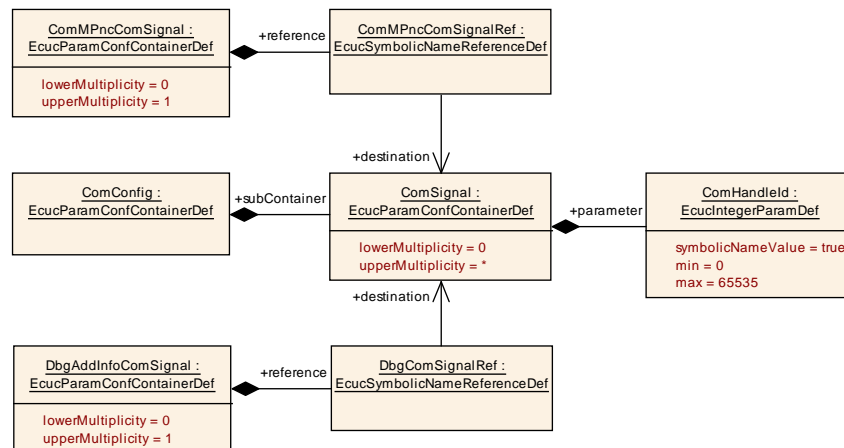 ComMPncComSignal :
EcucParamConfContainerDef
lowerMultiplicity = 0
upperMultiplicity = 1
+reference
ComMPncComSignalRef :
EcucSymbolicNameReferenceDef
+destination
ComConfig :
EcucParamConfContainerDef
+subContainer
ComSignal :
EcucParamConfContainerDef
lowerMultiplicity = 0
upperMultiplicity = *
+parameter
ComHandleId :
EcucIntegerParamDef
symbolicNameValue = true
min = 0
max = 65535
+destination
DbgAddInfoComSignal :
EcucParamConfContainerDef
lowerMultiplicity = 0
upperMultiplicity = 1
+reference
DbgComSignalRef :
EcucSymbolicNameReferenceDef